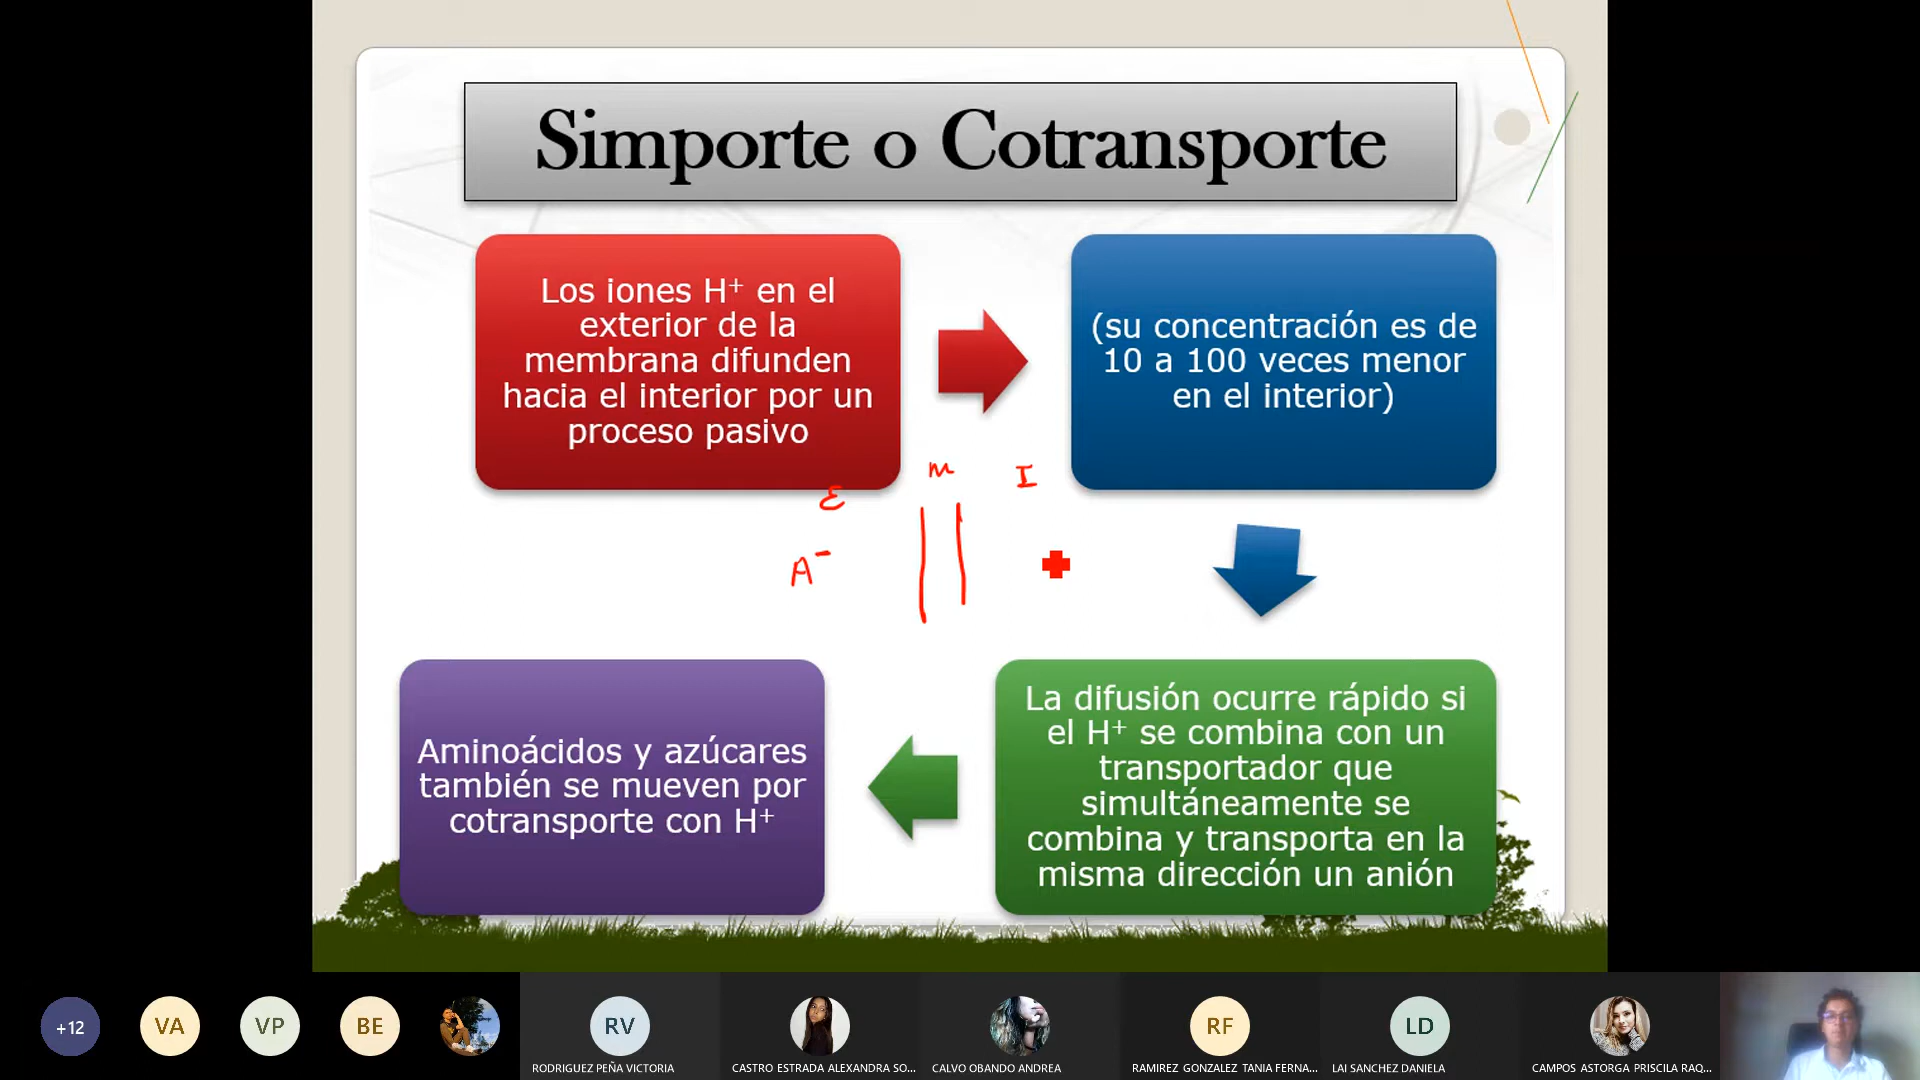 Simporte o Cotransporte
Los iones H⁺ en el
exterior de la
membrana difunden
hacia el interior por un
proceso pasivo
(su concentración es de
10 a 100 veces menor
en el interior)
E
M
I
A⁻
La difusión ocurre rápido si
el H⁺ se combina con un
transportador que
simultáneamente se
combina y transporta en la
misma dirección un anión
Aminoácidos y azúcares
también se mueven por
cotransporte con H⁺
+12
VA
VP
BE
RV
RF
LD
RODRIGUEZ PEÑA VICTORIA
CASTRO ESTRADA ALEXANDRA SO...
CALVO OBANDO ANDREA
RAMIREZ GONZALEZ TANIA FERNA...
LAI SANCHEZ DANIELA
CAMPOS ASTORGA PRISCILA RAQ...